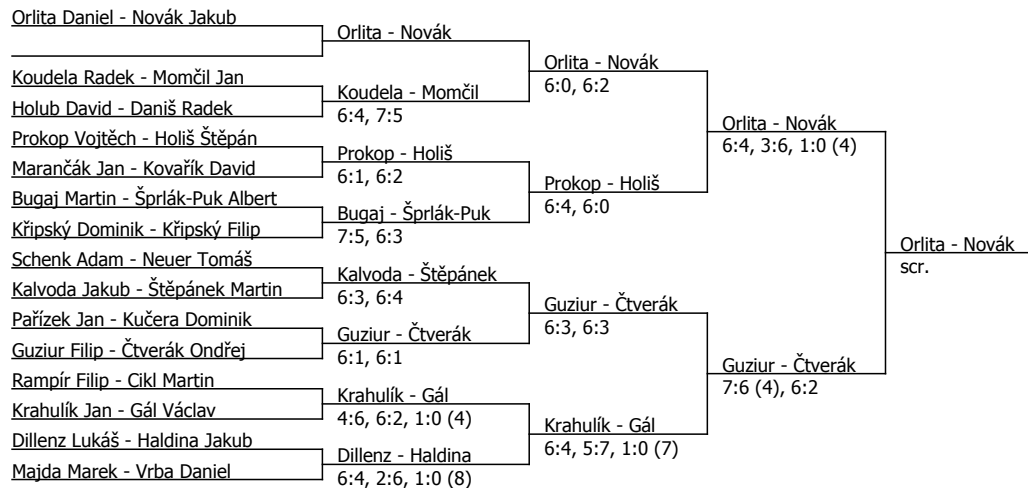 Orlita Daniel - Novák Jakub
Koudela Radek - Momčil Jan
Holub David - Daniš Radek
Prokop Vojtěch - Holiš Štěpán
Marančák Jan - Kovařík David
Bugaj Martin - Šprlák-Puk Albert
Křipský Dominik - Křipský Filip
Schenk Adam - Neuer Tomáš
Kalvoda Jakub - Štěpánek Martin
Pařízek Jan - Kučera Dominik
Guziur Filip - Čtverák Ondřej
Rampír Filip - Cikl Martin
Krahulík Jan - Gál Václav
Dillenz Lukáš - Haldina Jakub
Majda Marek - Vrba Daniel
Orlita - Novák
Koudela - Momčil
6:4, 7:5
Prokop - Holiš
6:1, 6:2
Bugaj - Šprlák-Puk
7:5, 6:3
Kalvoda - Štěpánek
6:3, 6:4
Guziur - Čtverák
6:1, 6:1
Krahulík - Gál
4:6, 6:2, 1:0 (4)
Dillenz - Haldina
6:4, 2:6, 1:0 (8)
Orlita - Novák
6:0, 6:2
Prokop - Holiš
6:4, 6:0
Guziur - Čtverák
6:3, 6:3
Krahulík - Gál
6:4, 5:7, 1:0 (7)
Orlita - Novák
6:4, 3:6, 1:0 (4)
Guziur - Čtverák
7:6 (4), 6:2
Orlita - Novák
scr.